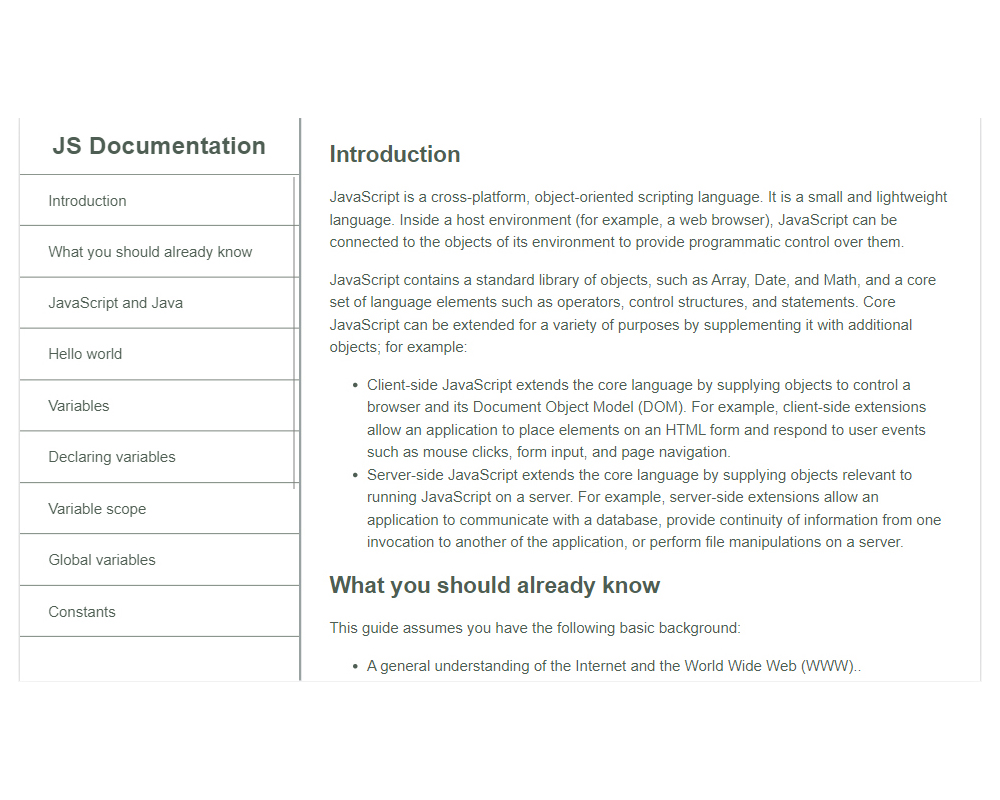 JS Documentation
Introduction
What you should already know
JavaScript and Java
Hello world
Variables
Declaring variables
Variable scope
Global variables
Constants
Introduction
JavaScript is a cross-platform, object-oriented scripting language. It is a small and lightweight
language. Inside a host environment (for example, a web browser), JavaScript can be
connected to the objects of its environment to provide programmatic control over them.
JavaScript contains a standard library of objects, such as Array, Date, and Math, and a core
set of language elements such as operators, control structures, and statements. Core
JavaScript can be extended for a variety of purposes by supplementing it with additional
objects; for example:
• Client-side JavaScript extends the core language by supplying objects to control a
browser and its Document Object Model (DOM). For example, client-side extensions
allow an application to place elements on an HTML form and respond to user events
such as mouse clicks, form input, and page navigation.
• Server-side JavaScript extends the core language by supplying objects relevant to
running JavaScript on a server. For example, server-side extensions allow an
application to communicate with a database, provide continuity of information from one
invocation to another of the application, or perform file manipulations on a server.
What you should already know
This guide assumes you have the following basic background:
• A general understanding of the Internet and the World Wide Web (WWW)..